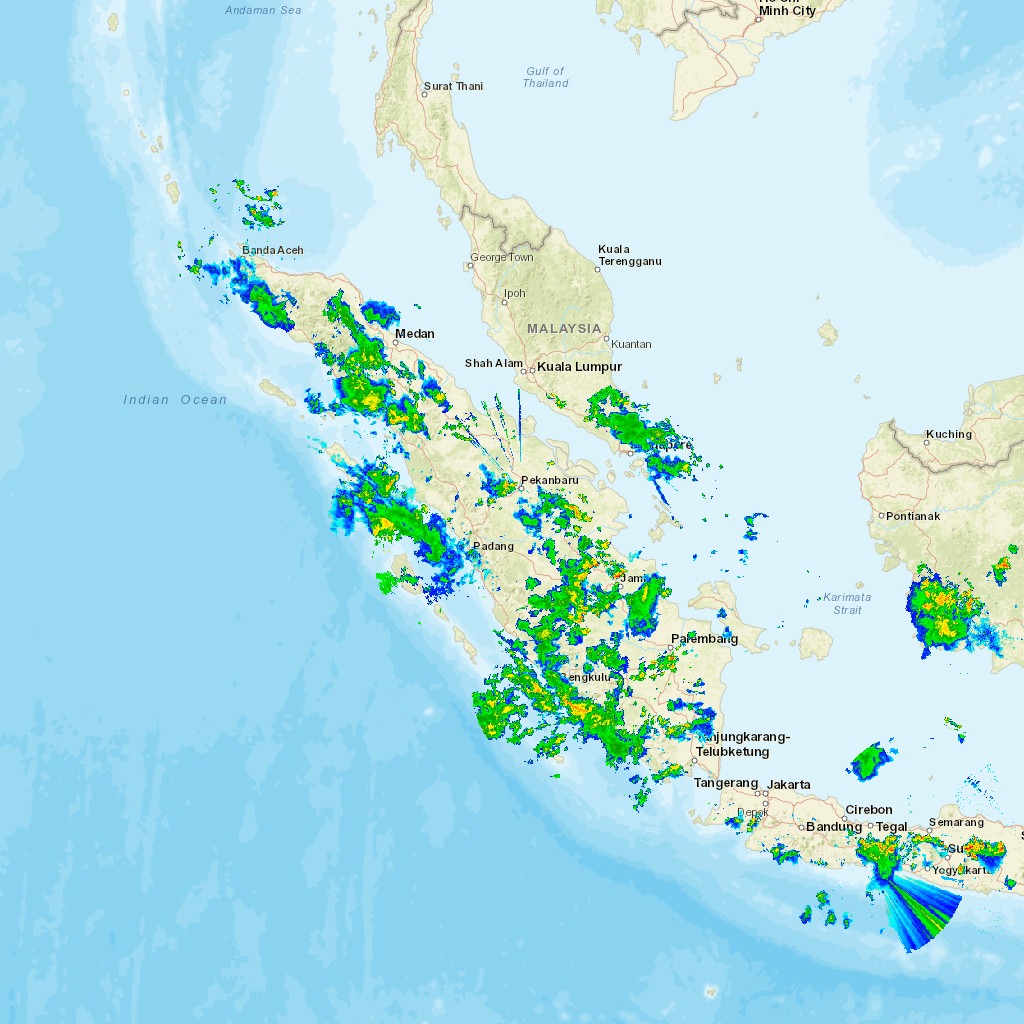 Andaman Sea
Minh City
Gulf of
Thailand
Surat Thani
Banda Aceh
George Town
Kuala
Terengganu
Ipoh
MALAYSIA
Medan
Kuantan
Shah Alam
Kuala Lumpur
Indian Ocean
Kuching
Pekanbaru
Pontianak
Padang
Karimata
Strait
Palembang
Telubketung
Tangerang
Jakarta
Depok
Cirebon
Bandung
Tegal
Semarang